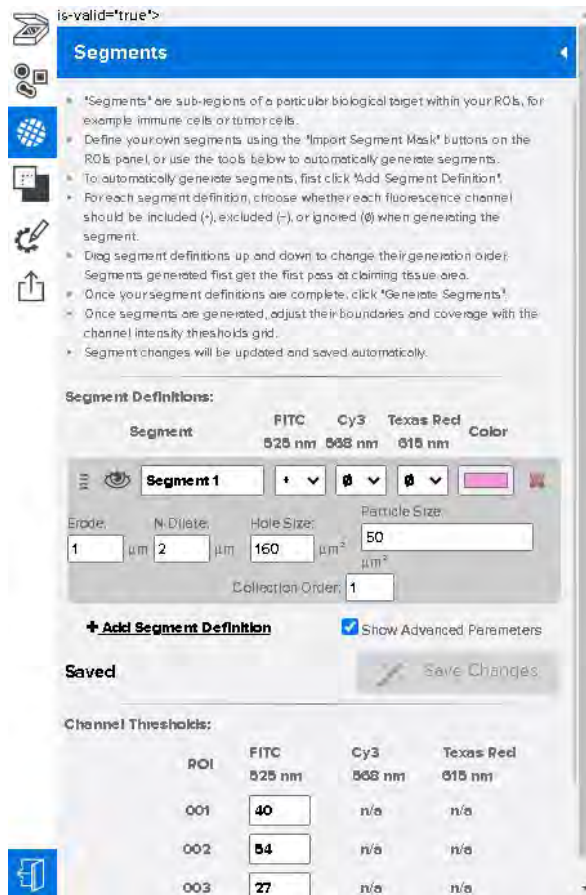 is-valid="true">
Segments
"Segments" are sub-regions of a particular biological target within your ROIs, for
example immune cells or tumor cells.
Define your own segments using the "Import Segment Mask" buttons on the
ROIs panel, or use the tools below to automatically generate segments.
To automatically generate segments, first click "Add Segment Definition".
For each segment definition, choose whether each fluorescence channel
should be included (+), excluded (–), or ignored (Ø) when generating the
segment.
Drag segment definitions up and down to change their generation order.
Segments generated first get the first pass at claiming tissue area.
Once your segment definitions are complete, click "Generate Segments".
Once segments are generated, adjust their boundaries and coverage with the
channel intensity thresholds grid.
Segment changes will be updated and saved automatically.
Segment Definitions:
Segment FITC 525 nm Cy3 568 nm Texas Red 615 nm Color
Segment 1 + Ø Ø
Erode: N-Dilate: Hole Size: Particle Size:
1 µm 2 µm 160 µm² 50 µm²
Collection Order: 1
+ Add Segment Definition Show Advanced Parameters
Saved Save Changes
Channel Thresholds:
ROI FITC 525 nm Cy3 568 nm Texas Red 615 nm
001 40 n/a n/a
002 54 n/a n/a
003 27 n/a n/a